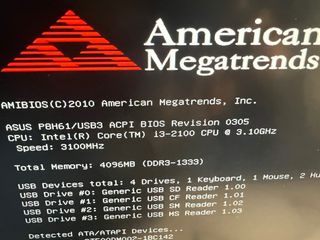 American
Megatrends
AMIBIOS(C)2010 American Megatrends, Inc.
ASUS P8H61/USB3 ACPI BIOS Revision 0305
CPU: Intel(R) Core(TM) i3-2100 CPU @ 3.10GHz
Speed: 3100MHz
Total Memory: 4096MB (DDR3-1333)
USB Devices total: 4 Drives, 1 Keyboard, 1 Mouse, 2 Hu
USB Drive #0: Generic USB SD Reader 1.00
USB Drive #1: Generic USB CF Reader 1.01
USB Drive #2: Generic USB SM Reader 1.02
USB Drive #3: Generic USB MS Reader 1.03
Detected ATA/ATAPI Devices...